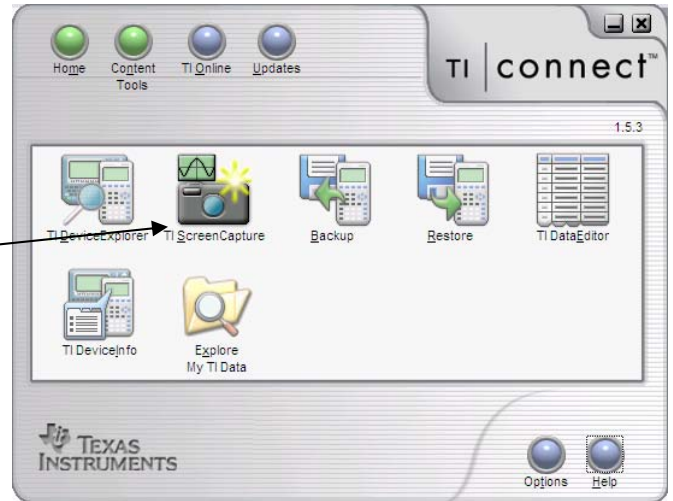 Home Content Tools TI Online Updates
TI connect™
1.5.3
TI DeviceExplorer TI ScreenCapture Backup Restore TI DataEditor
TI DeviceInfo Explore My TI Data
TEXAS INSTRUMENTS
Options Help